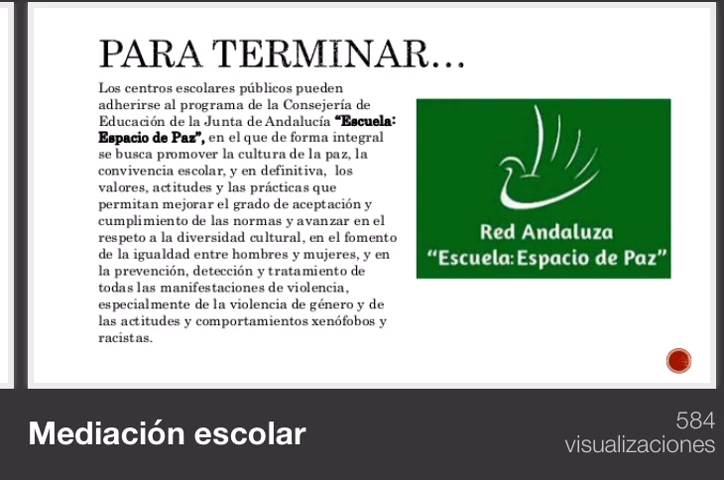 PARA TERMINAR...
Los centros escolares públicos pueden
adherirse al programa de la Consejería de
Educación de la Junta de Andalucía "Escuela:
Espacio de Paz", en el que de forma integral
se busca promover la cultura de la paz, la
convivencia escolar, y en definitiva, los
valores, actitudes y las prácticas que
permitan mejorar el grado de aceptación y
cumplimiento de las normas y avanzar en el
respeto a la diversidad cultural, en el fomento
de la igualdad entre hombres y mujeres, y en
la prevención, detección y tratamiento de
todas las manifestaciones de violencia,
especialmente de la violencia de género y de
las actitudes y comportamientos xenófobos y
racistas.
Red Andaluza
"Escuela: Espacio de Paz"
Mediación escolar
584
visualizaciones